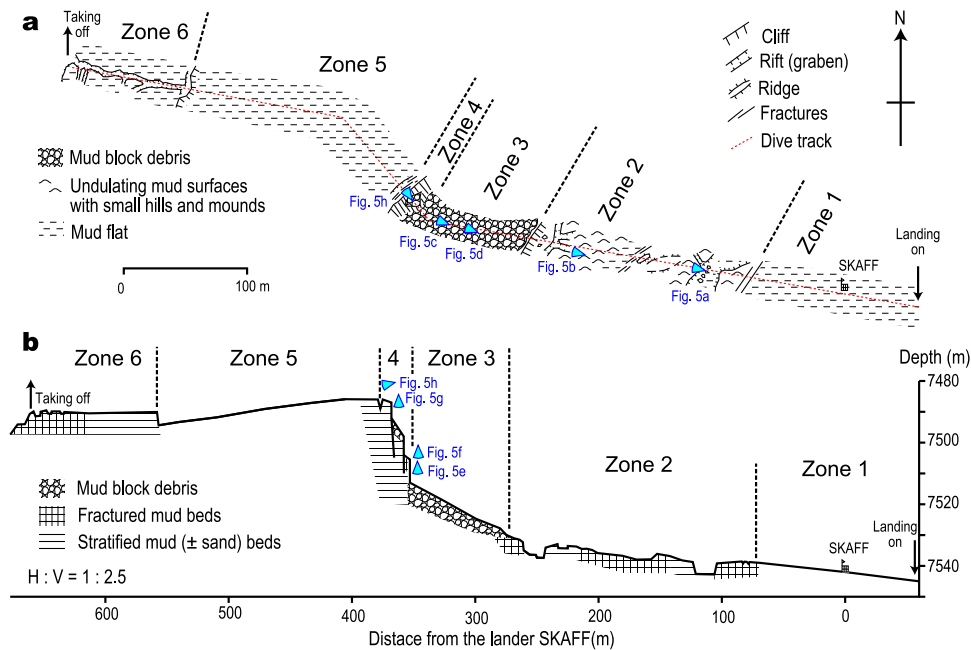 a
Taking
off
Zone 6
Zone 5
Zone 4
Zone 3
Zone 2
Zone 1
Cliff
Rift (graben)
Ridge
Fractures
Dive track
N
Mud block debris
Undulating mud surfaces
with small hills and mounds
Mud flat
0
100 m
Fig. 5h
Fig. 5c
Fig. 5d
Fig. 5b
Fig. 5a
SKAFF
Landing
on
b
Zone 6
Zone 5
4
Zone 3
Zone 2
Zone 1
Depth (m)
7480
7500
7520
7540
Taking off
Fig. 5h
Fig. 5g
Fig. 5f
Fig. 5e
Mud block debris
Fractured mud beds
Stratified mud (± sand) beds
H : V = 1 : 2.5
SKAFF
Landing
on
600
500
400
300
200
100
0
Distace from the lander SKAFF(m)